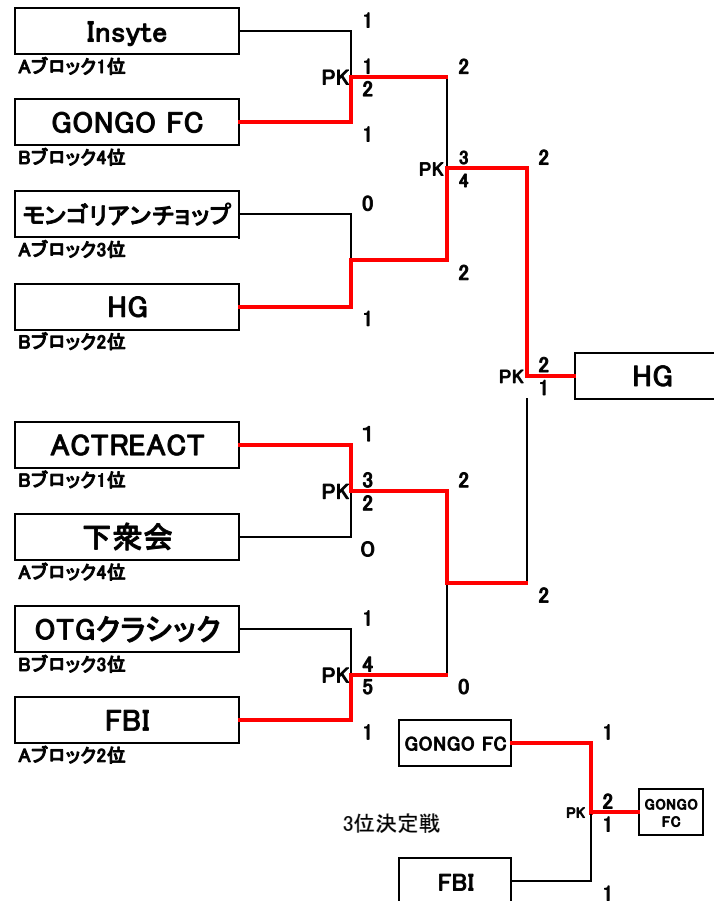 Insyte
1
Aブロック1位
PK
1
2
2
GONGO FC
1
Bブロック4位
PK
3
4
2
モンゴリアンチョップ
0
Aブロック3位
2
HG
1
Bブロック2位
PK
2
1
HG
ACTREACT
1
Bブロック1位
PK
3
2
2
下衆会
O
Aブロック4位
2
OTGクラシック
1
Bブロック3位
PK
4
5
0
FBI
1
Aブロック2位
GONGO FC
1
3位決定戦
PK
2
1
GONGO
FC
FBI
1